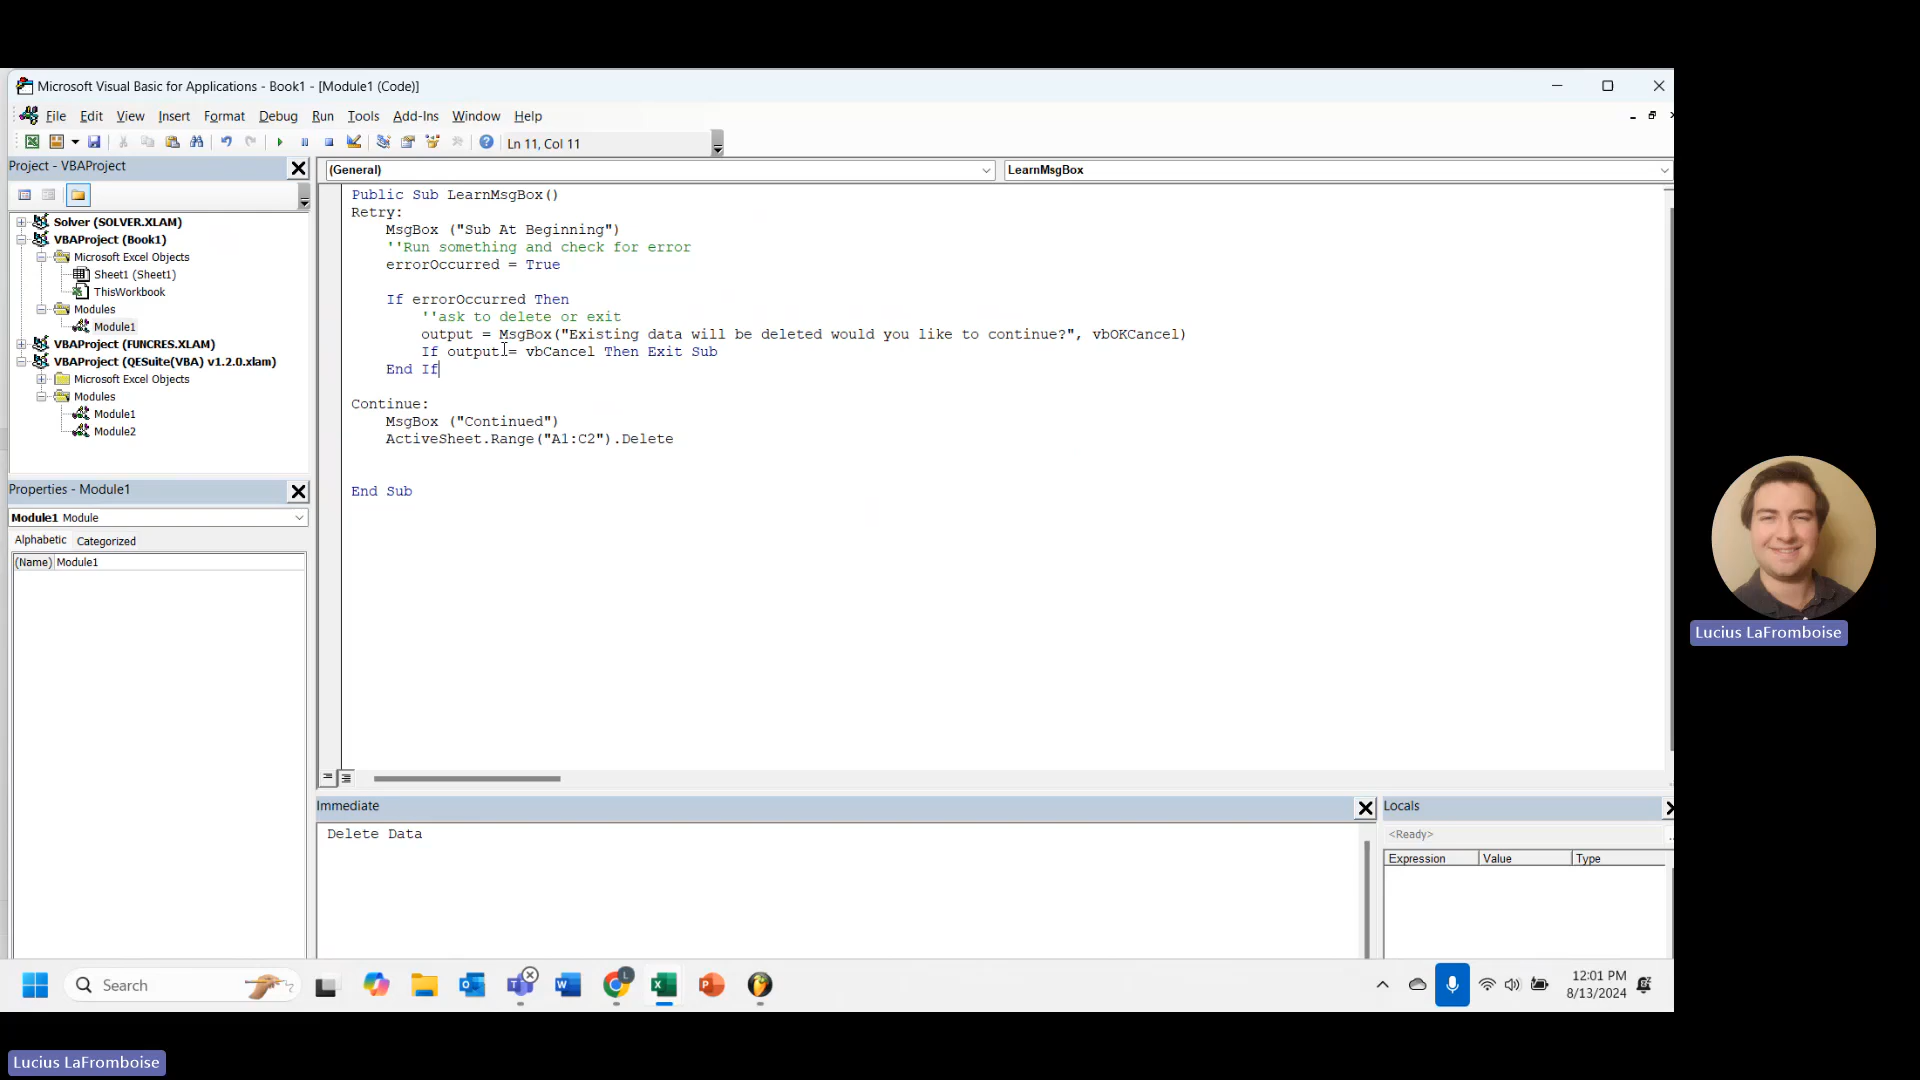 Microsoft Visual Basic for Applications - Book1 - [Module1 (Code)]
File Edit View Insert Format Debug Run Tools Add-Ins Window Help
Ln 11, Col 11
Project - VBAProject
(General)
LearnMsgBox
Solver (SOLVER.XLAM)
VBAProject (Book1)
Microsoft Excel Objects
Sheet1 (Sheet1)
ThisWorkbook
Modules
Module1
VBAProject (FUNCRES.XLAM)
VBAProject (QESuite(VBA) v1.2.0.xlam)
Microsoft Excel Objects
Modules
Module1
Module2
Properties - Module1
Module1 Module
Alphabetic Categorized
(Name) Module1
Public Sub LearnMsgBox()
Retry:
MsgBox ("Sub At Beginning")
''Run something and check for error
errorOccurred = True
If errorOccurred Then
''ask to delete or exit
output = MsgBox("Existing data will be deleted would you like to continue?", vbOKCancel)
If output = vbCancel Then Exit Sub
End If
Continue:
MsgBox ("Continued")
ActiveSheet.Range("A1:C2").Delete
End Sub
Immediate
Delete Data
Locals
<Ready>
Expression Value Type
Lucius LaFromboise
Search
12:01 PM
8/13/2024
Lucius LaFromboise